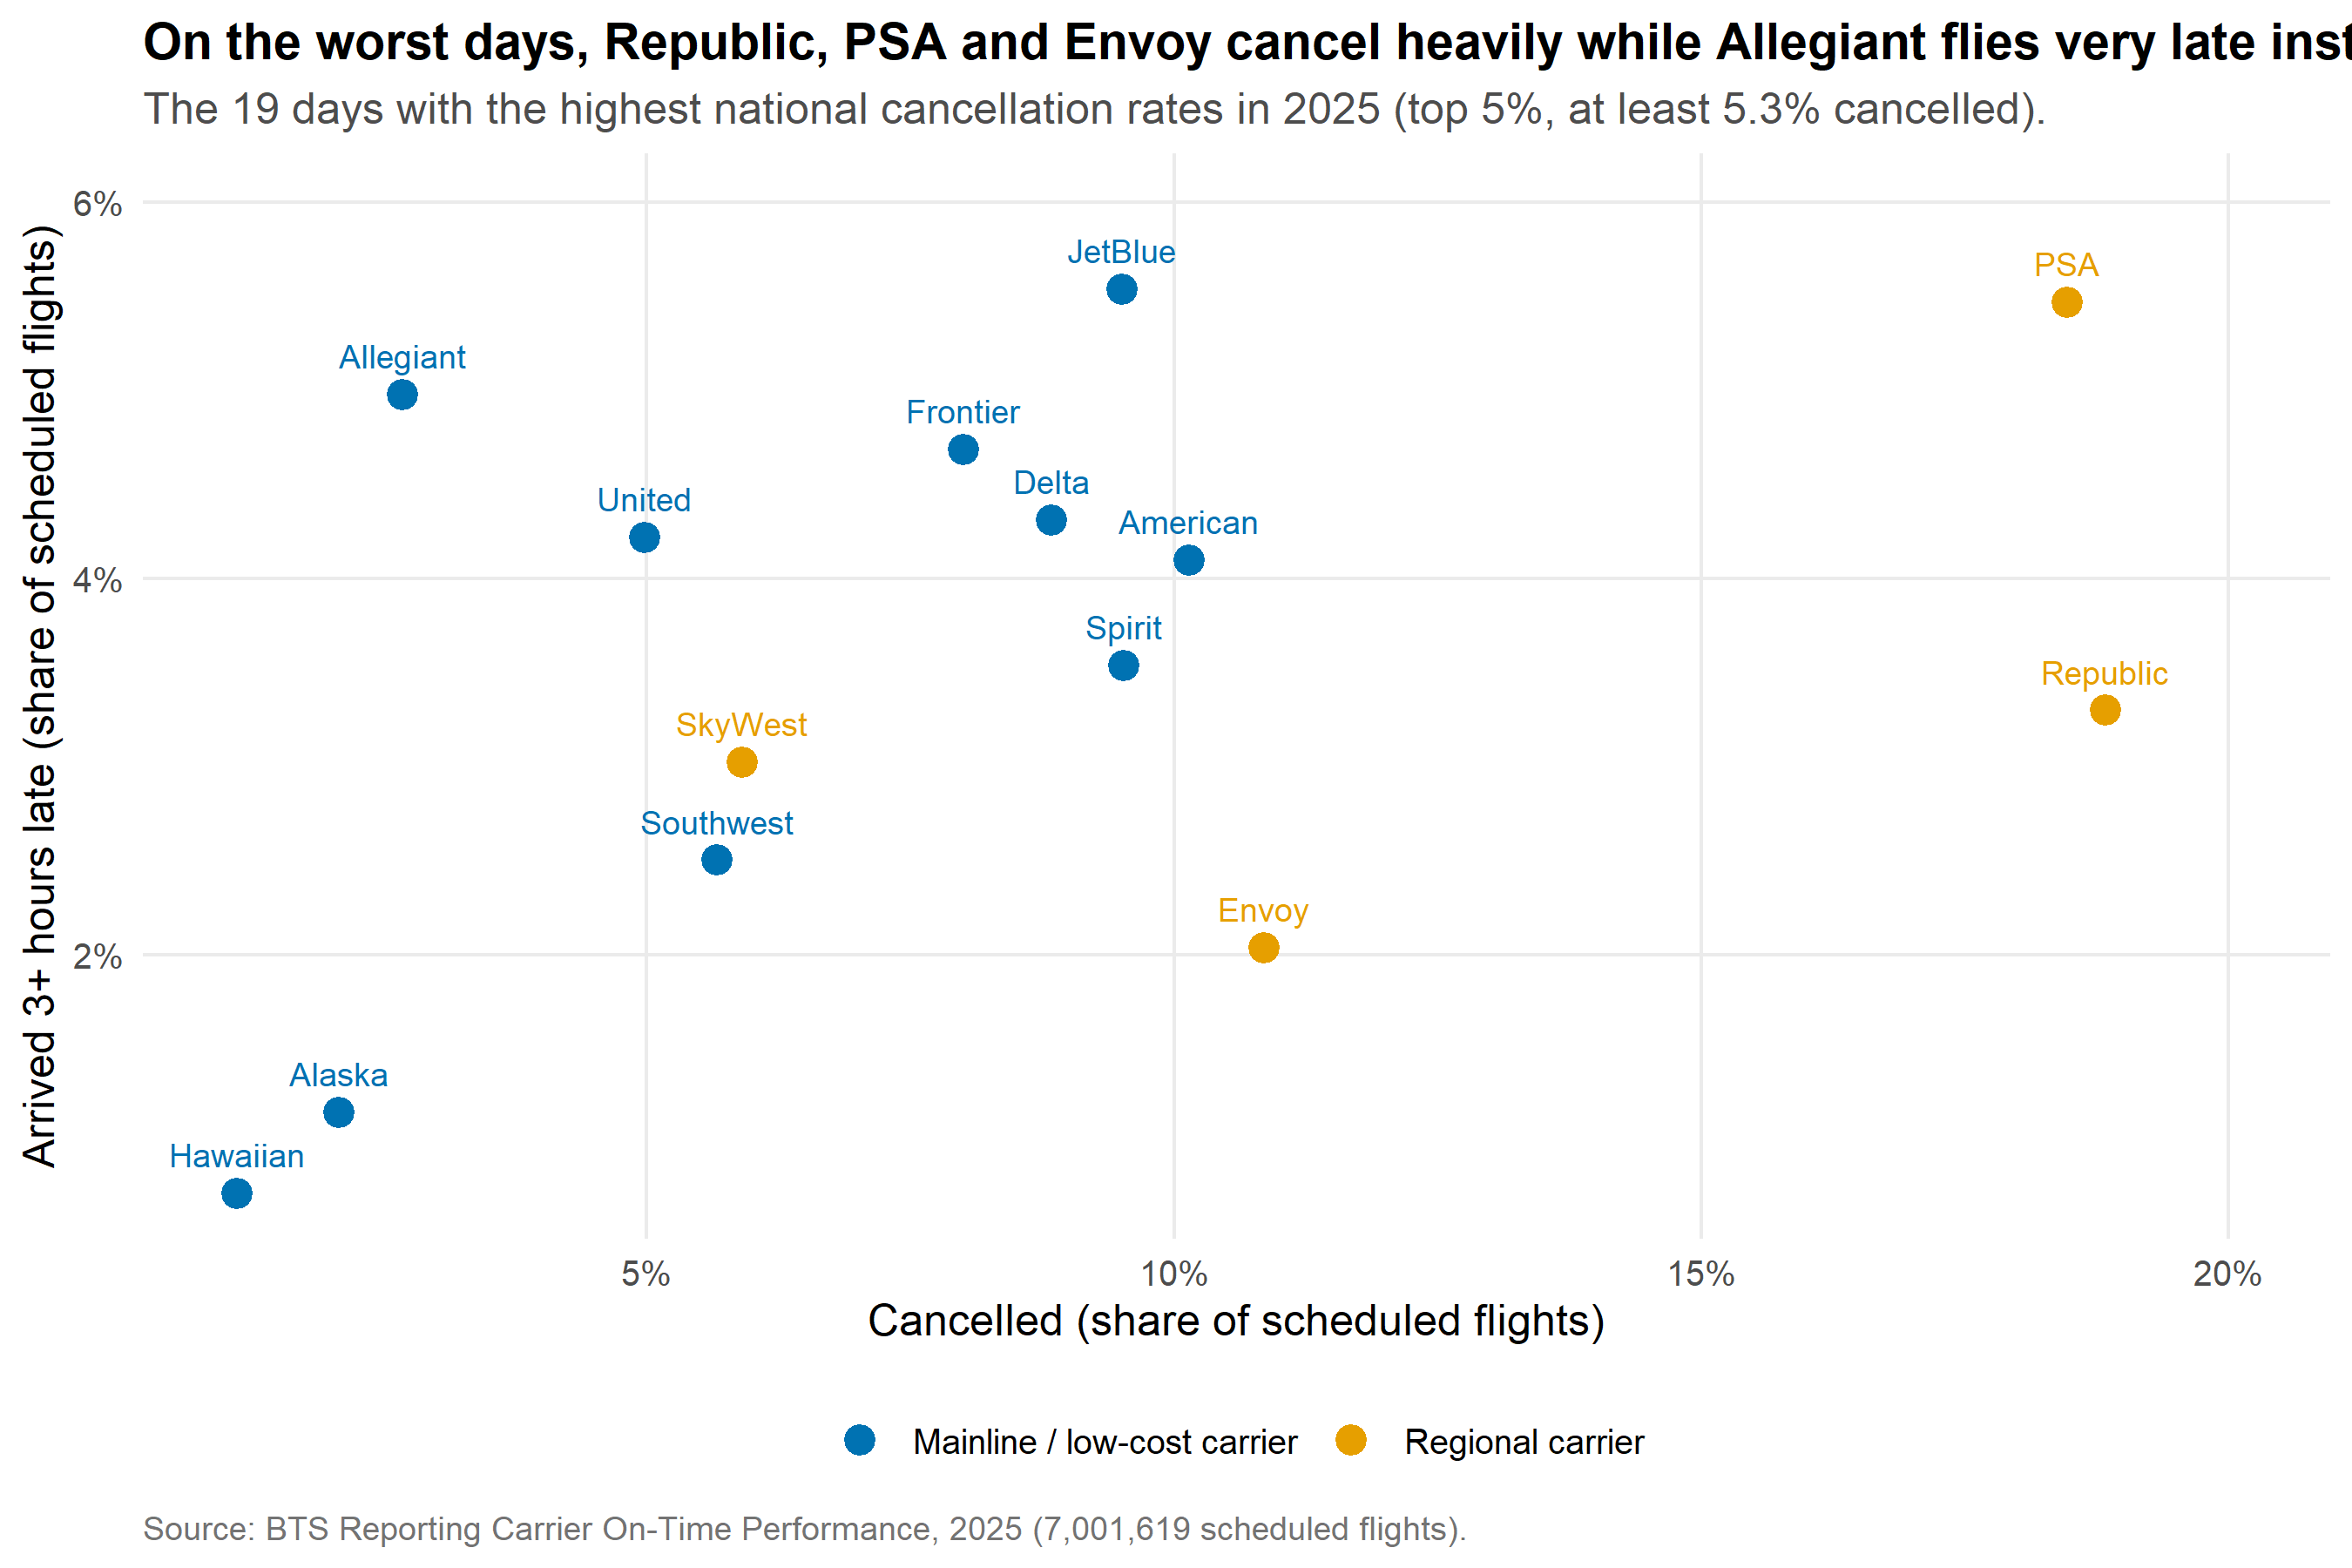 On the worst days, Republic, PSA and Envoy cancel heavily while Allegiant flies very late inst
The 19 days with the highest national cancellation rates in 2025 (top 5%, at least 5.3% cancelled).
Arrived 3+ hours late (share of scheduled flights)
6%
4%
2%
JetBlue
PSA
Allegiant
Frontier
Delta
United
American
Spirit
Republic
SkyWest
Southwest
Envoy
Alaska
Hawaiian
5%
10%
15%
20%
Cancelled (share of scheduled flights)
Mainline / low-cost carrier
Regional carrier
Source: BTS Reporting Carrier On-Time Performance, 2025 (7,001,619 scheduled flights).